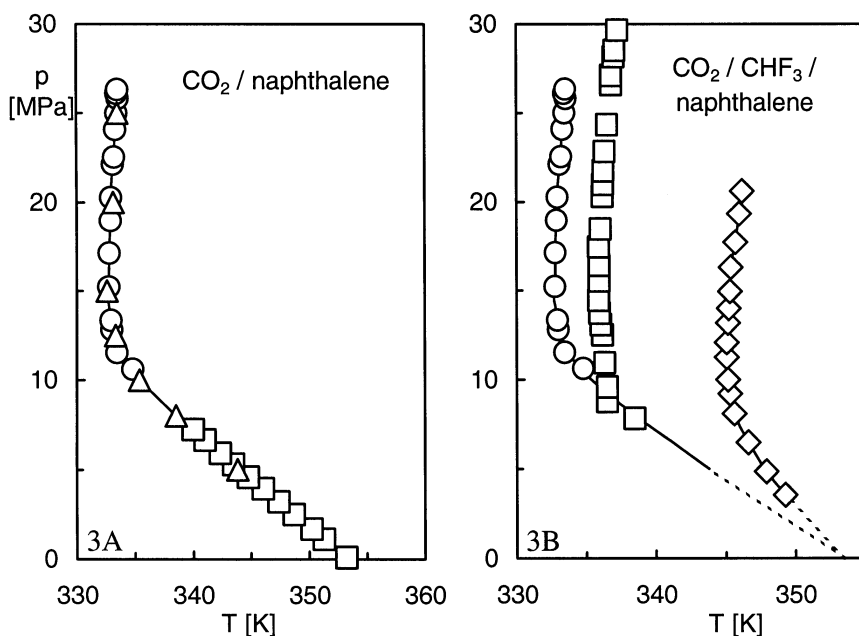 30
p
[MPa]
CO2 / naphthalene
20
10
3A
0
330
340
350
360
T [K]
30
CO2 / CHF3 /
naphthalene
20
10
3B
0
330
340
350
T [K]